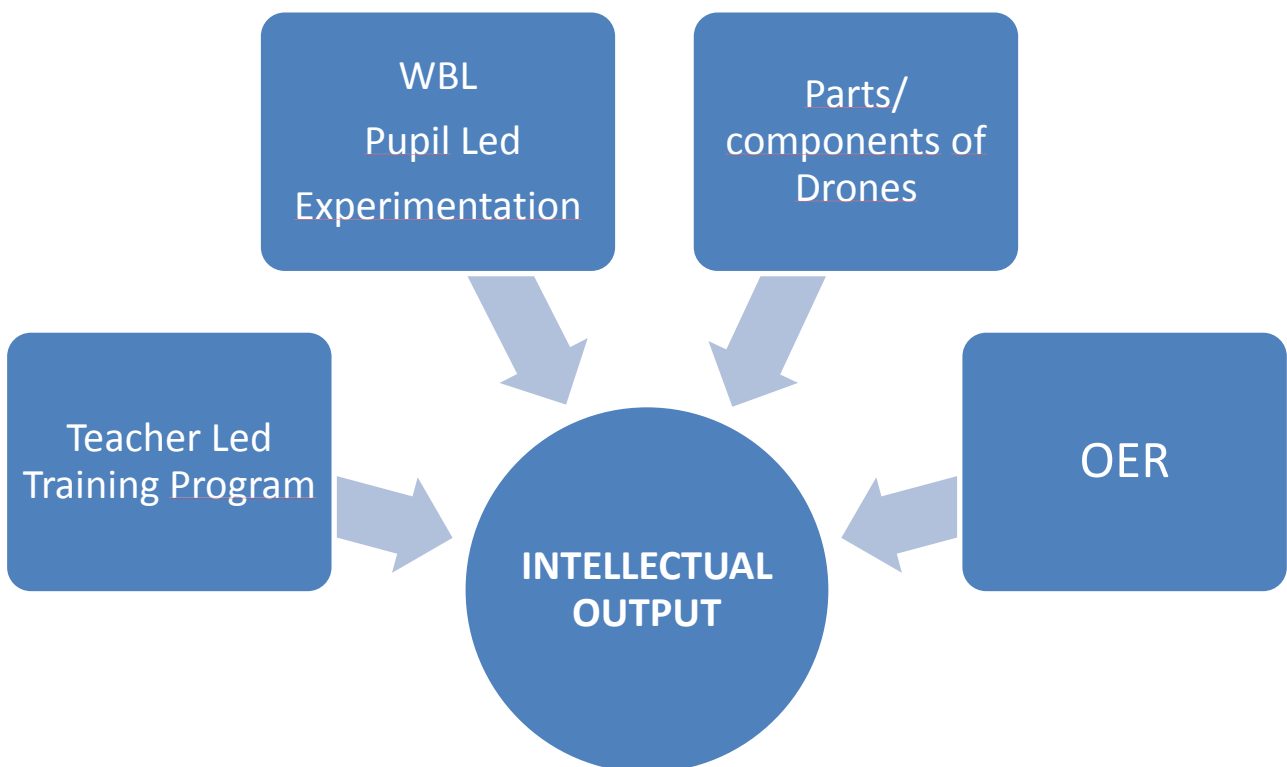 WBL
Pupil Led
Experimentation
Parts/
components of
Drones
Teacher Led
Training Program
OER
INTELLECTUAL
OUTPUT